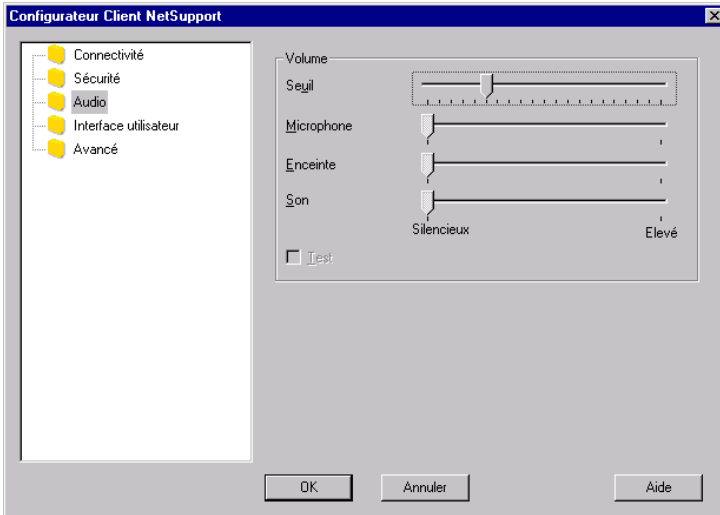 Configurateur Client NetSupport
Connectivité
Sécurité
Audio
Interface utilisateur
Avancé
Volume
Seuil
Microphone
Enceinte
Son
Silencieux Elevé
Test
OK Annuler Aide